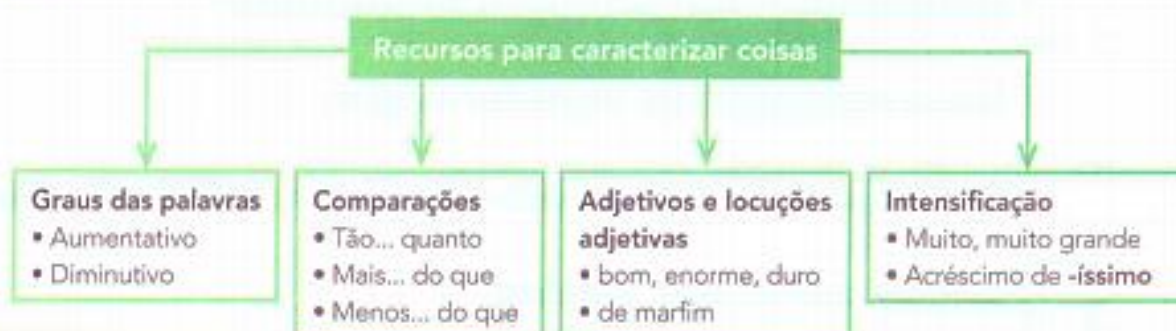 Recursos para caracterizar coisas
Graus das palavras
• Aumentativo
• Diminutivo
Comparações
• Tão... quanto
• Mais... do que
• Menos... do que
Adjetivos e locuções
adjetivas
• bom, enorme, duro
• de marfim
Intensificação
• Muito, muito grande
• Acréscimo de -íssimo